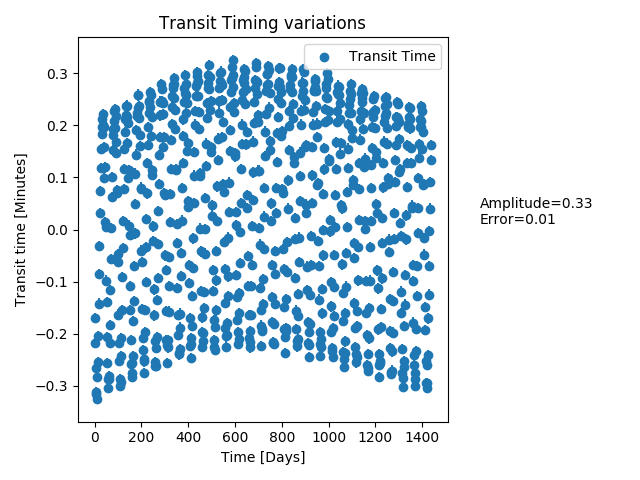 Transit Timing variations
Transit Time
Transit time [Minutes]
0.3
0.2
0.1
0.0
−0.1
−0.2
−0.3
0 200 400 600 800 1000 1200 1400
Time [Days]
Amplitude=0.33
Error=0.01